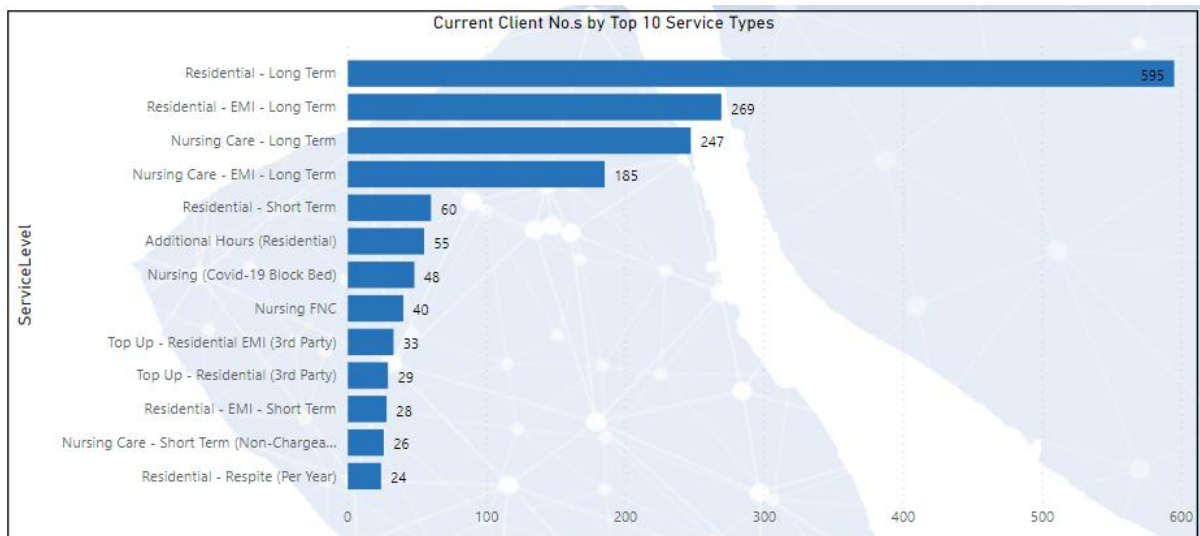 Current Client No.s by Top 10 Service Types
ServiceLevel
Residential - Long Term 595
Residential - EMI - Long Term 269
Nursing Care - Long Term 247
Nursing Care - EMI - Long Term 185
Residential - Short Term 60
Additional Hours (Residential) 55
Nursing (Covid-19 Block Bed) 48
Nursing FNC 40
Top Up - Residential EMI (3rd Party) 33
Top Up - Residential (3rd Party) 29
Residential - EMI - Short Term 28
Nursing Care - Short Term (Non-Chargea... 26
Residential - Respite (Per Year) 24
0 100 200 300 400 500 600